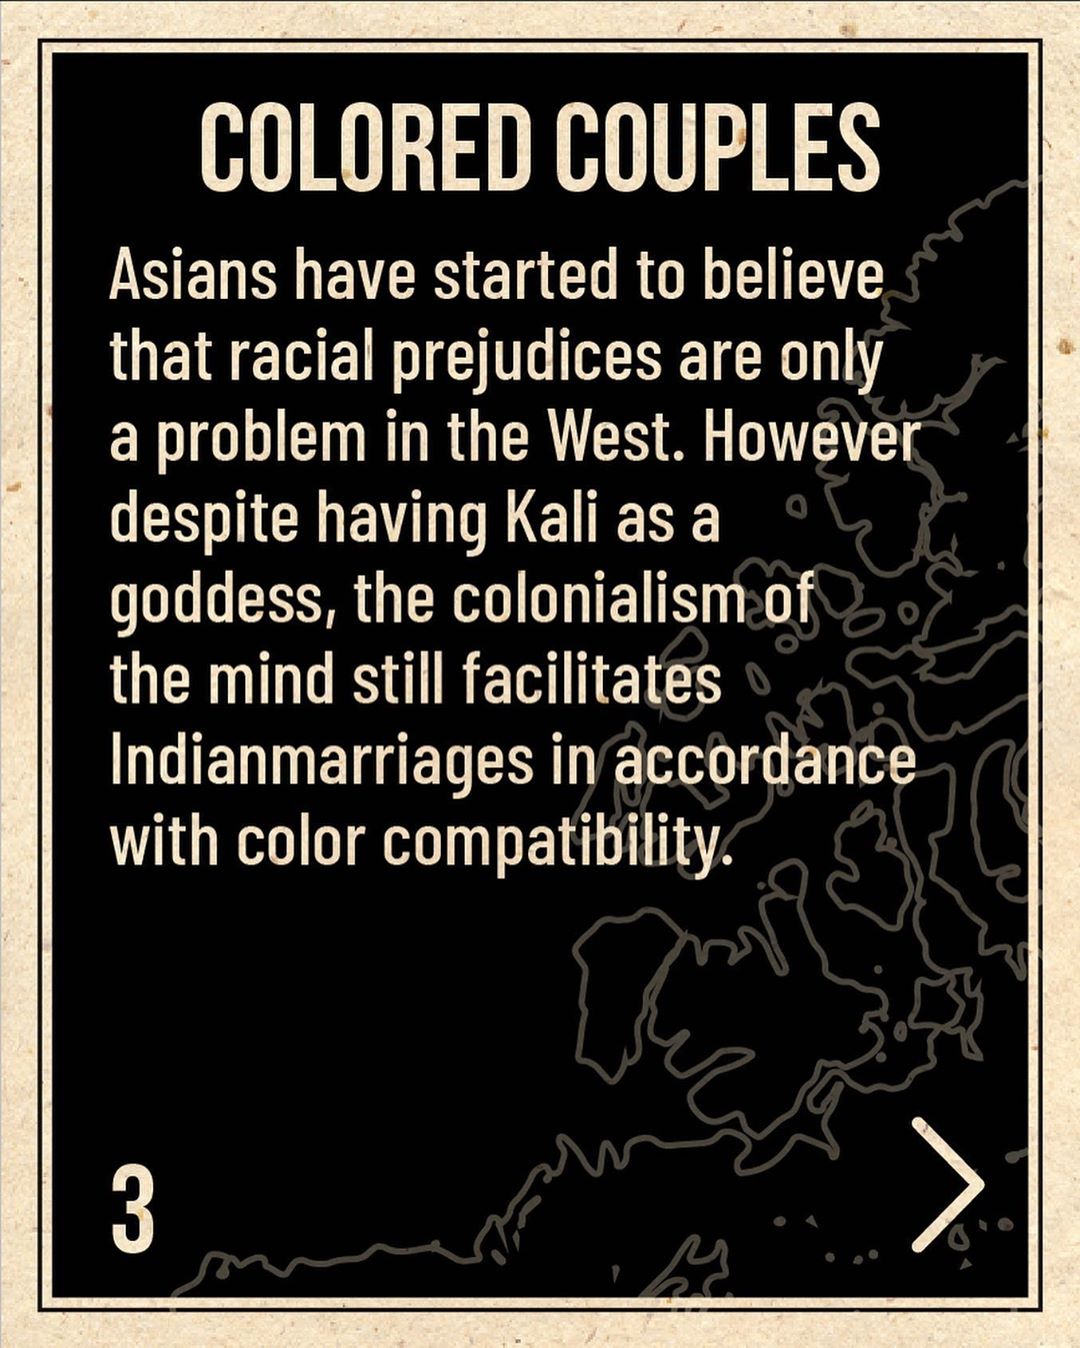 COLORED COUPLES
Asians have started to believe
that racial prejudices are only
a problem in the West. However
despite having Kali as a
goddess, the colonialism of
the mind still facilitates
Indianmarriages in accordance
with color compatibility.
3